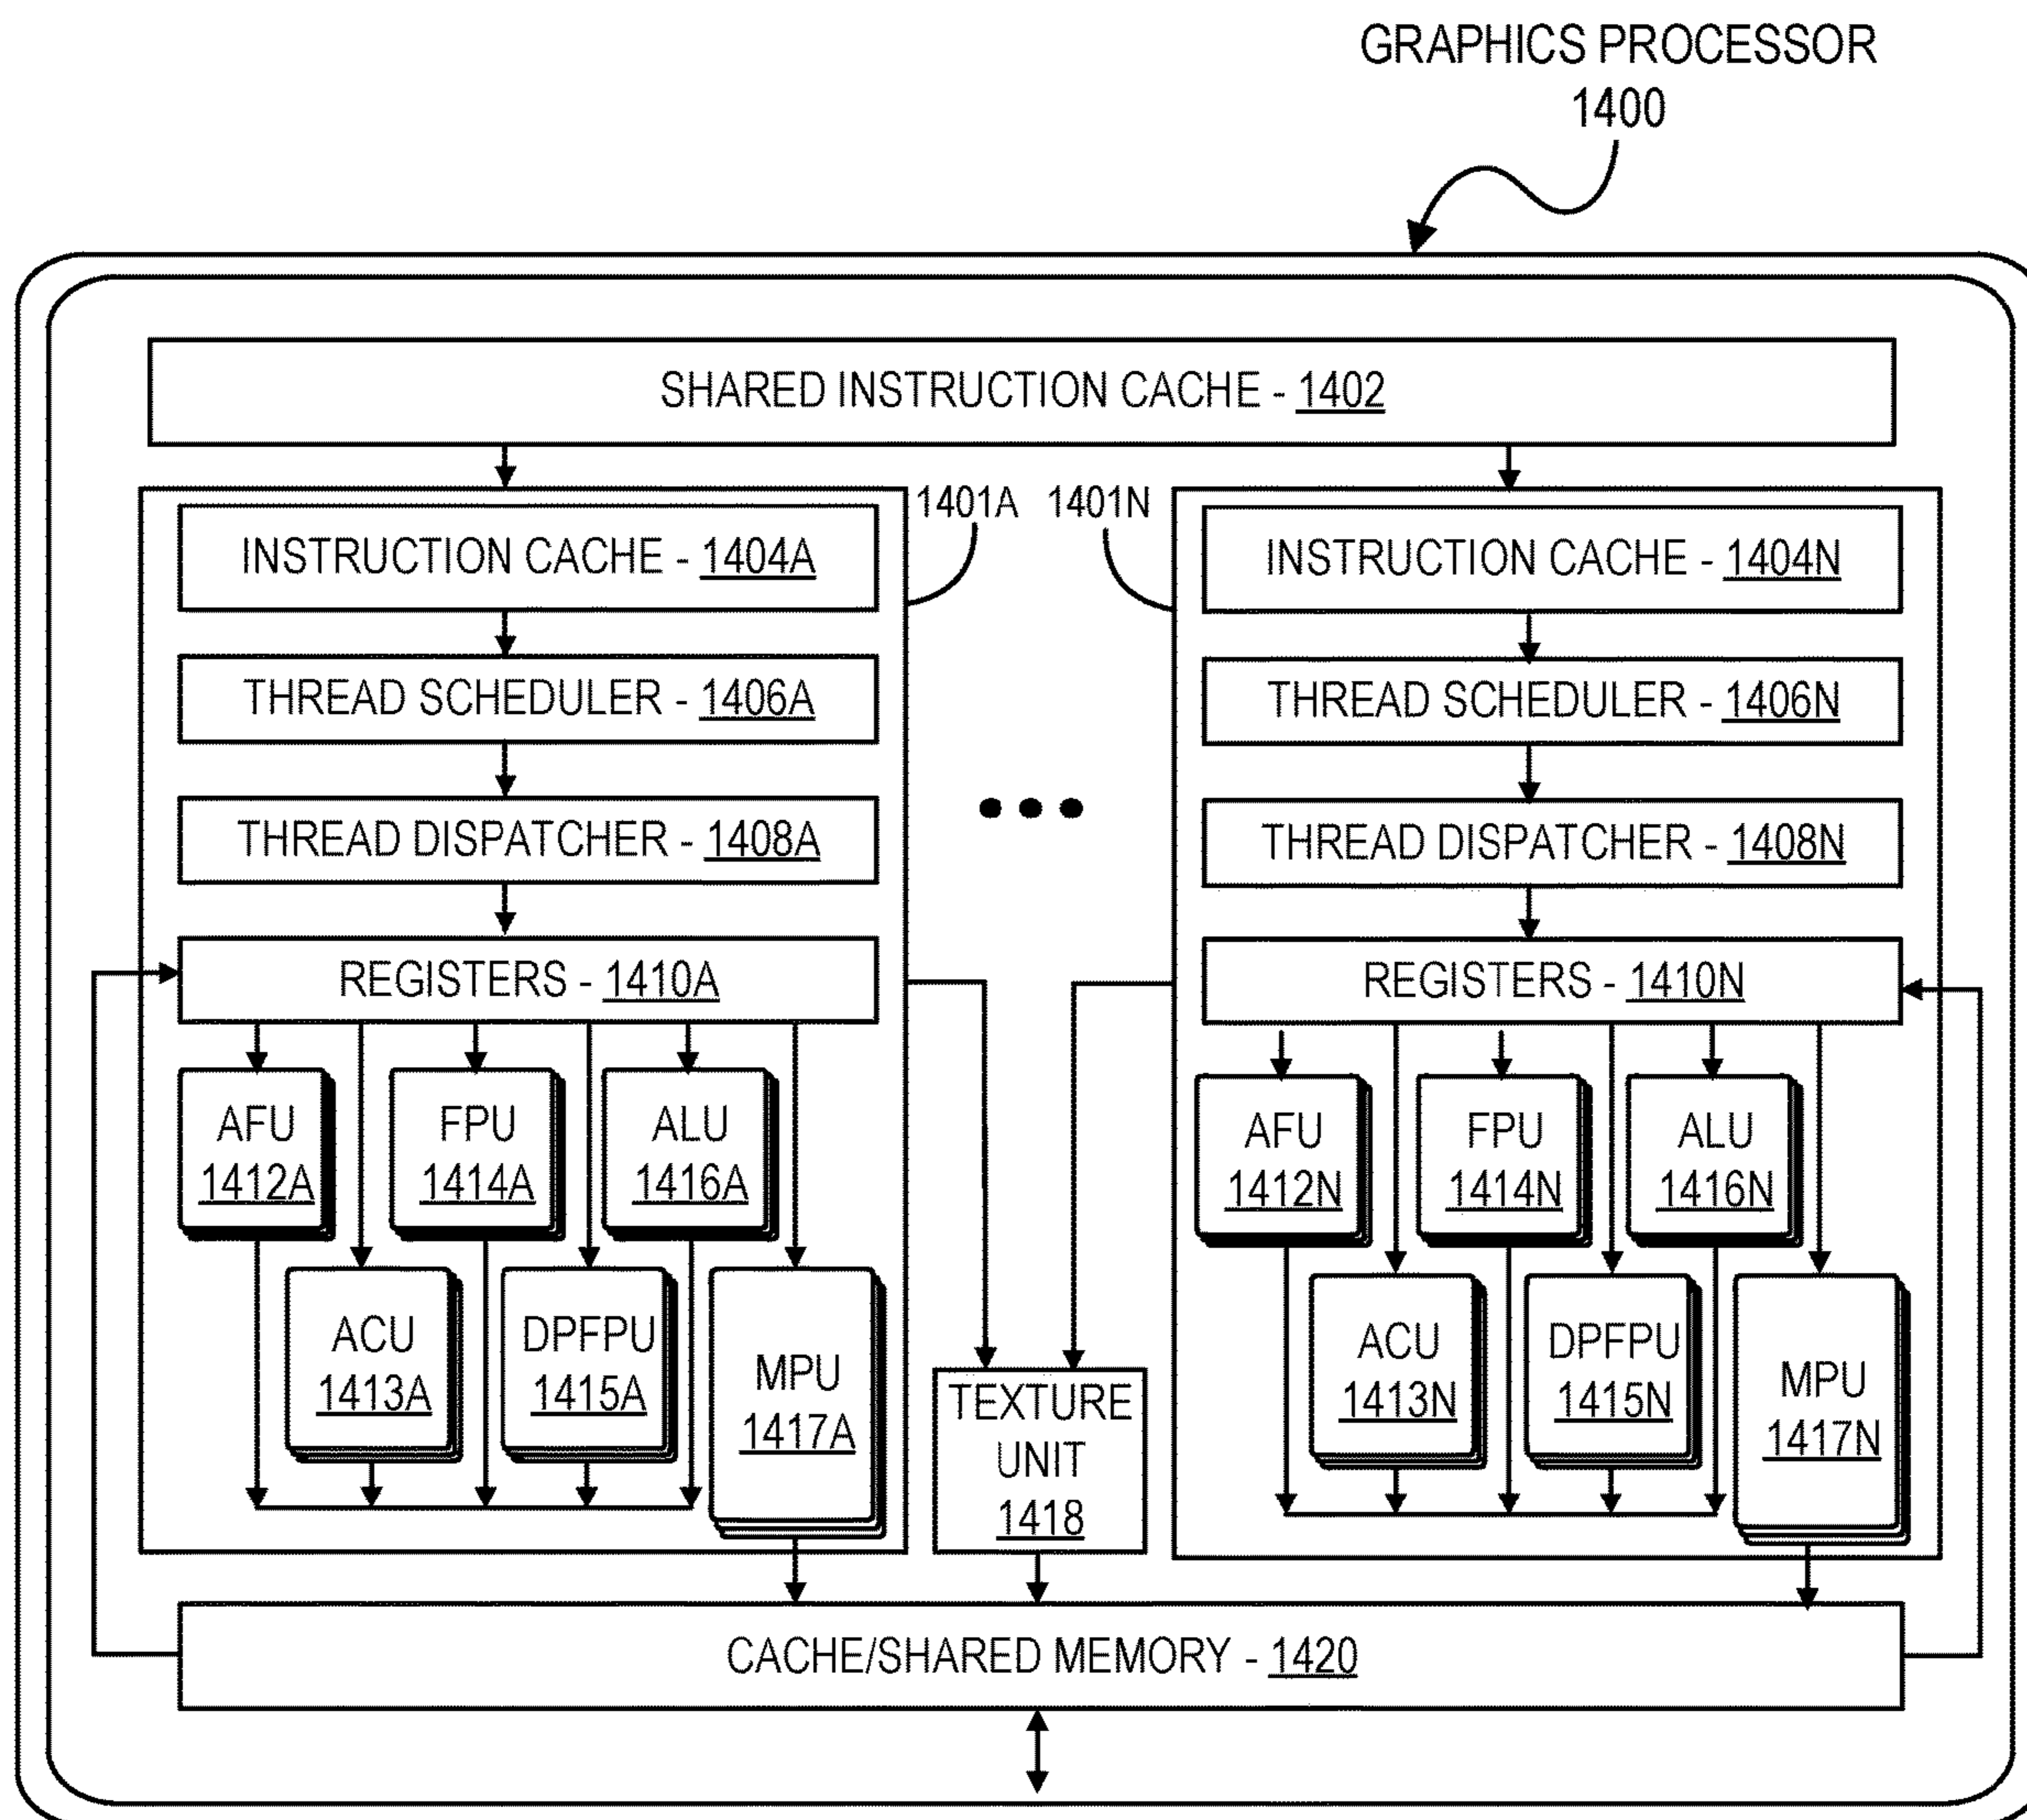 GRAPHICS PROCESSOR
1400
SHARED INSTRUCTION CACHE - 1402
1401A
1401N
INSTRUCTION CACHE - 1404A
THREAD SCHEDULER - 1406A
THREAD DISPATCHER - 1408A
REGISTERS - 1410A
AFU
1412A
FPU
1414A
ALU
1416A
ACU
1413A
DPFPU
1415A
MPU
1417A
TEXTURE
UNIT
1418
INSTRUCTION CACHE - 1404N
THREAD SCHEDULER - 1406N
THREAD DISPATCHER - 1408N
REGISTERS - 1410N
AFU
1412N
FPU
1414N
ALU
1416N
ACU
1413N
DPFPU
1415N
MPU
1417N
CACHE/SHARED MEMORY - 1420